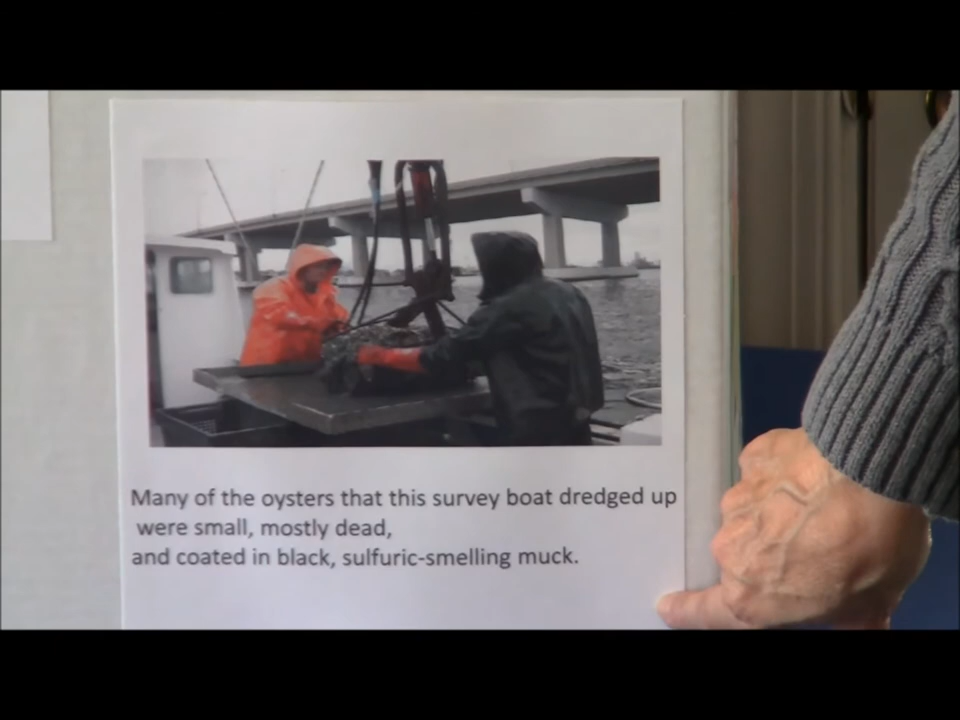 Many of the oysters that this survey boat dredged up
were small, mostly dead,
and coated in black, sulfuric-smelling muck.